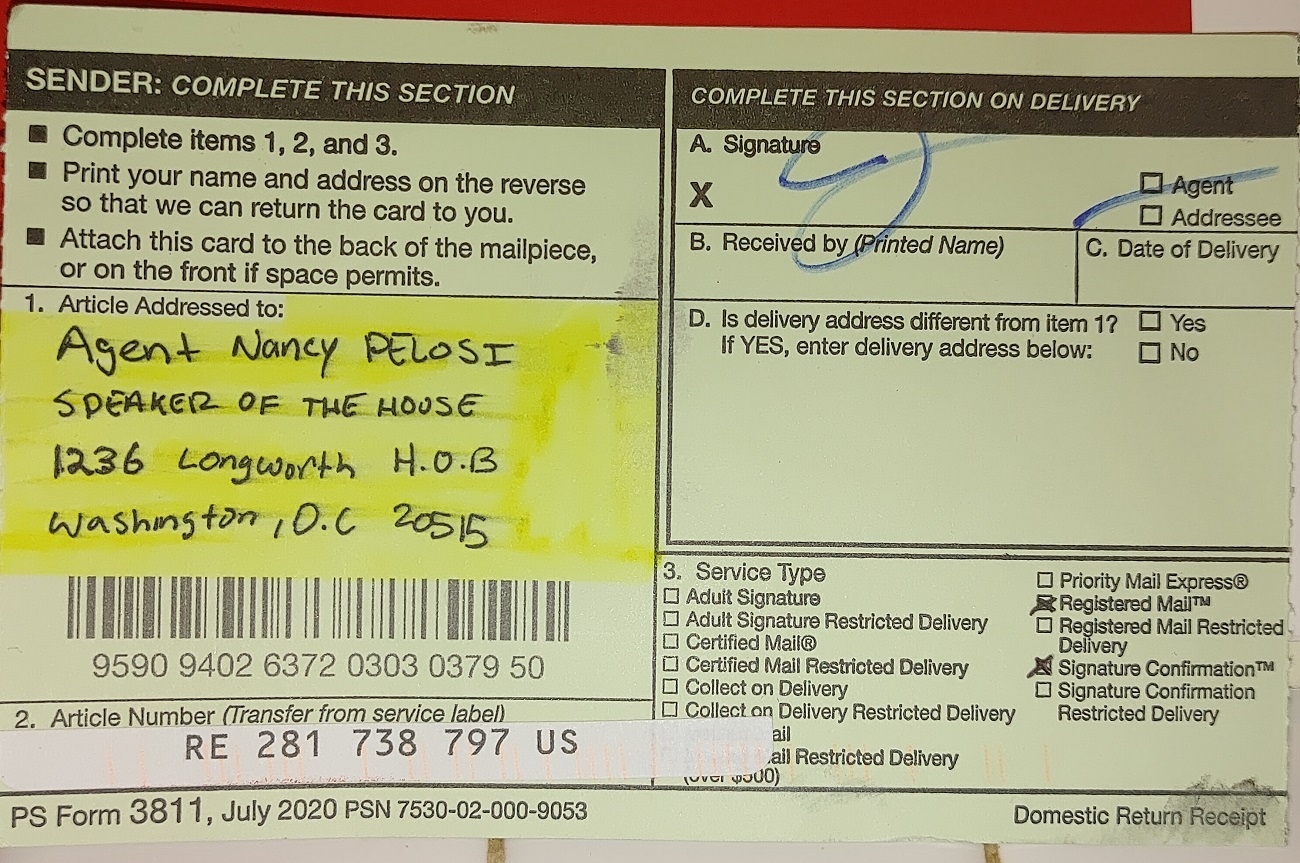 SENDER: COMPLETE THIS SECTION
■ Complete items 1, 2, and 3.
■ Print your name and address on the reverse
so that we can return the card to you.
■ Attach this card to the back of the mailpiece,
or on the front if space permits.
1. Article Addressed to:
Agent Nancy PELOSI
SPEAKER OF THE HOUSE
1236 Longworth H.O.B
Washington, D.C 20515
9590 9402 6372 0303 0379 50
2. Article Number (Transfer from service label)
RE 281 738 797 US
COMPLETE THIS SECTION ON DELIVERY
A. Signature
X
☐ Agent
☐ Addressee
B. Received by (Printed Name)
C. Date of Delivery
D. Is delivery address different from item 1? ☐ Yes
If YES, enter delivery address below: ☐ No
3. Service Type
☐ Adult Signature
☐ Adult Signature Restricted Delivery
☐ Certified Mail®
☐ Certified Mail Restricted Delivery
☐ Collect on Delivery
☐ Collect on Delivery Restricted Delivery
ail
ail Restricted Delivery
(over $500)
☐ Priority Mail Express®
☒ Registered Mail™
☐ Registered Mail Restricted
Delivery
☒ Signature Confirmation™
☐ Signature Confirmation
Restricted Delivery
PS Form 3811, July 2020 PSN 7530-02-000-9053
Domestic Return Receipt